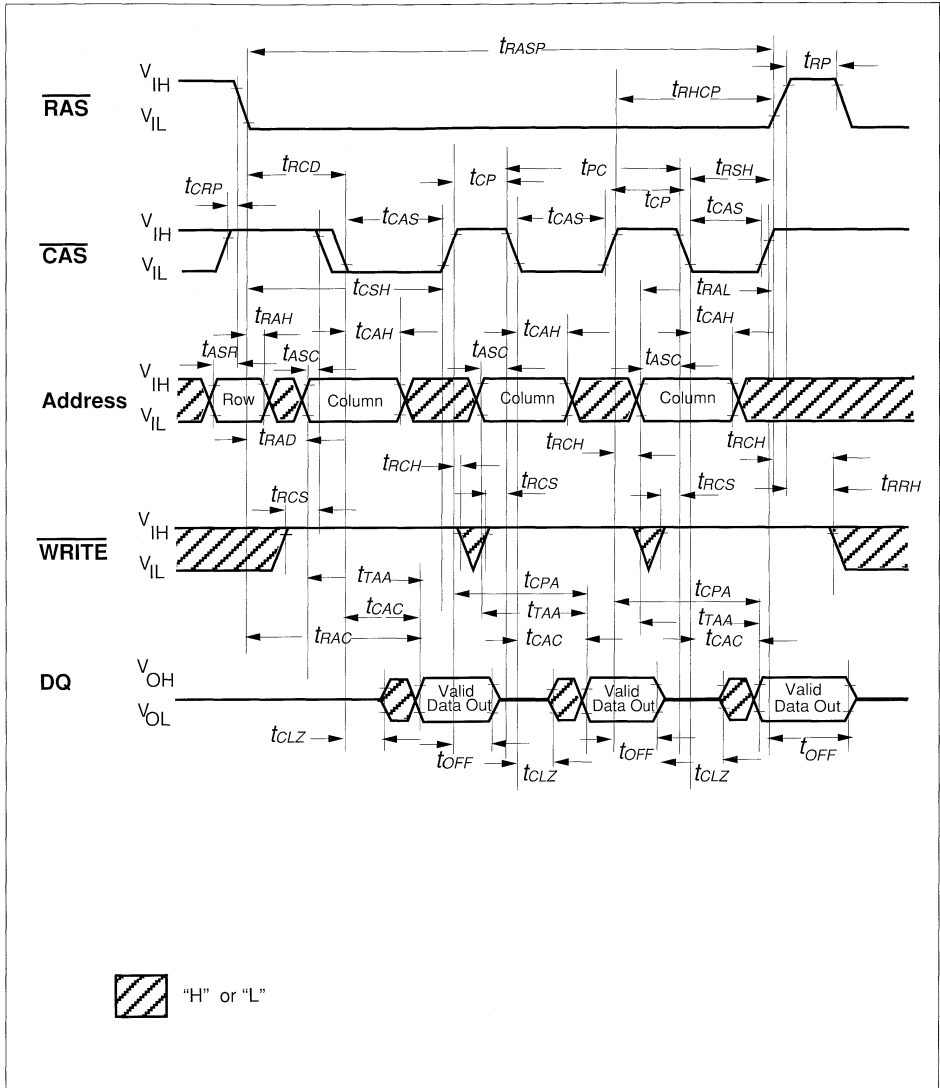 tRASP
tRP
VIH
RAS
VIL
tRHCP
tRCD
tCP
tPC
tRSH
tCRP
tCAS
tCAS
tCP
tCAS
VIH
CAS
VIL
tCSH
tRAL
tRAH
tCAH
tCAH
tCAH
tASR
tASC
tASC
tASC
VIH
Address
Row
Column
Column
Column
VIL
tRAD
tRCH
tRCH
tRCH
tRCS
tRCS
tRCS
tRRH
VIH
WRITE
VIL
tTAA
tCPA
tCPA
tCAC
tTAA
tTAA
tRAC
tCAC
tCAC
DQ
VOH
Valid
Data Out
Valid
Data Out
Valid
Data Out
VOL
tCLZ
tOFF
tCLZ
tOFF
tCLZ
tOFF
"H" or "L"